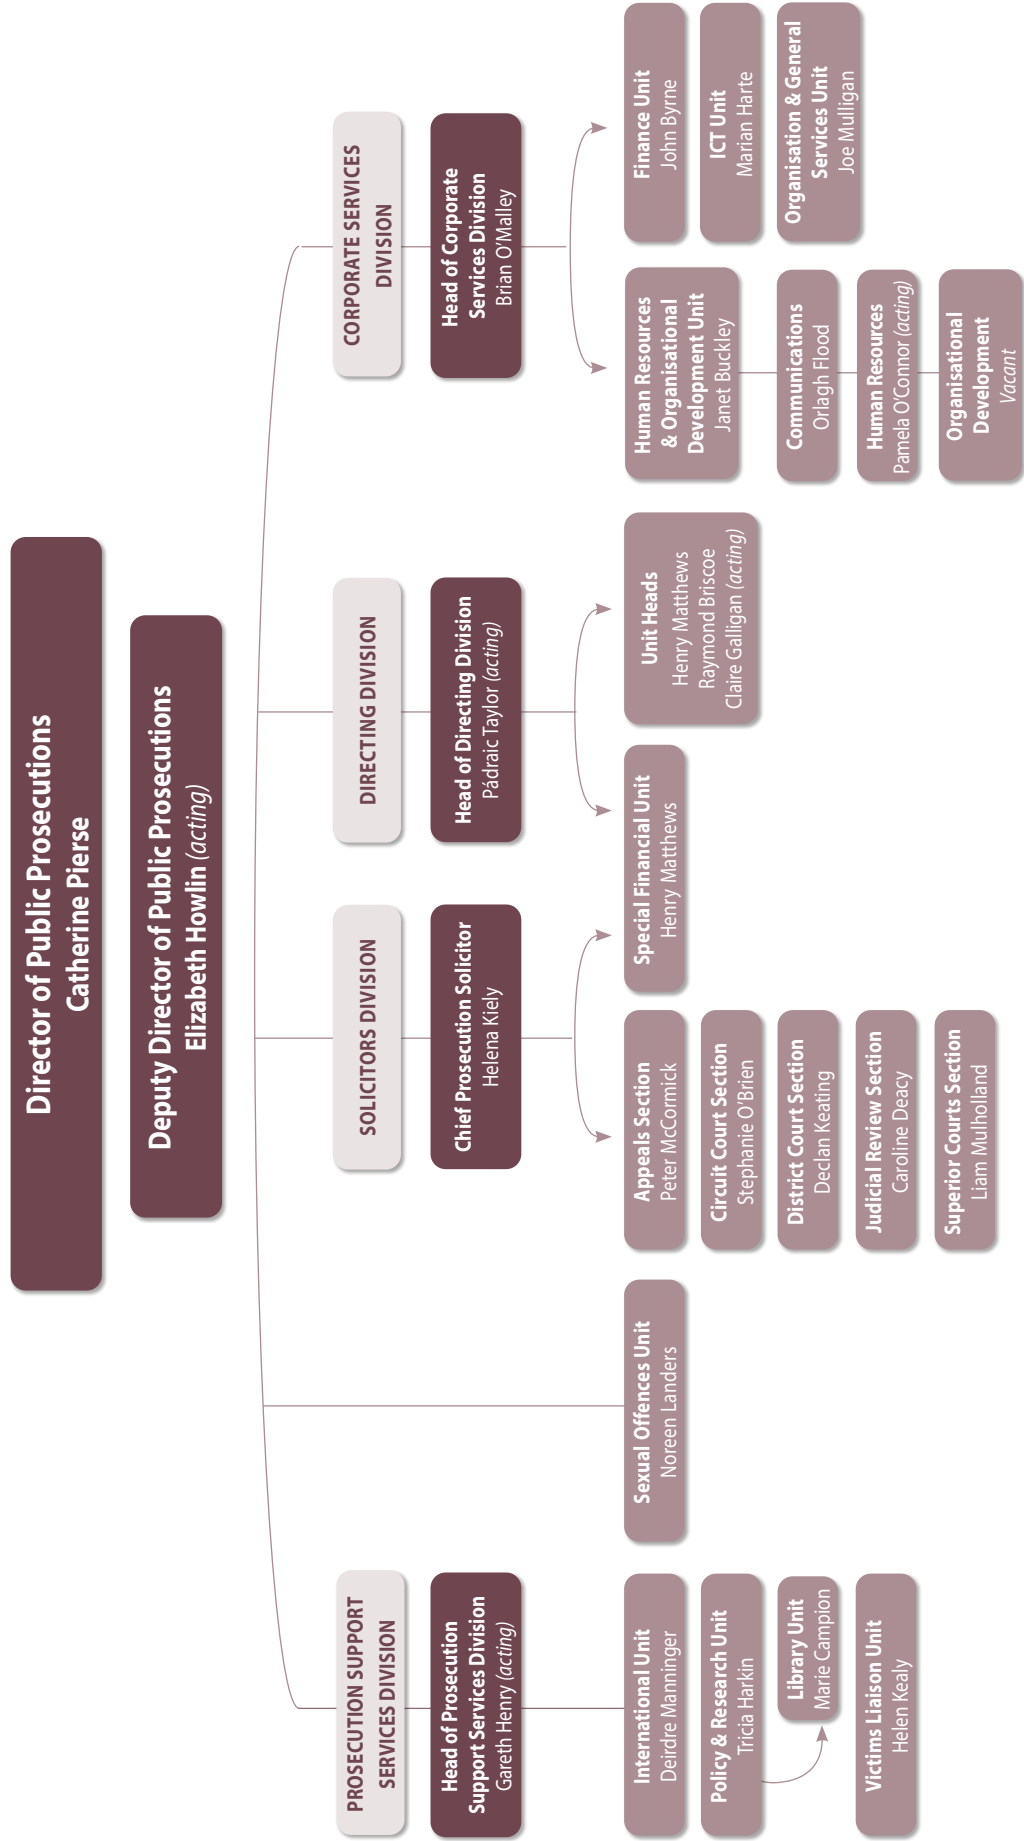 Director of Public Prosecutions
Catherine Pierse
Deputy Director of Public Prosecutions
Elizabeth Howlin (acting)
PROSECUTION SUPPORT
SERVICES DIVISION
Head of Prosecution
Support Services Division
Gareth Henry (acting)
International Unit
Deirdre Manninger
Policy & Research Unit
Tricia Harkin
Library Unit
Marie Campion
Victims Liaison Unit
Helen Kealy
Sexual Offences Unit
Noreen Landers
SOLICITORS DIVISION
Chief Prosecution Solicitor
Helena Kiely
Appeals Section
Peter McCormick
Circuit Court Section
Stephanie O'Brien
District Court Section
Declan Keating
Judicial Review Section
Caroline Deacy
Superior Courts Section
Liam Mulholland
Special Financial Unit
Henry Matthews
DIRECTING DIVISION
Head of Directing Division
Pádraic Taylor (acting)
Unit Heads
Henry Matthews
Raymond Briscoe
Claire Galligan (acting)
CORPORATE SERVICES
DIVISION
Head of Corporate
Services Division
Brian O'Malley
Human Resources
& Organisational
Development Unit
Janet Buckley
Communications
Orlagh Flood
Human Resources
Pamela O'Connor (acting)
Organisational
Development
Vacant
Finance Unit
John Byrne
ICT Unit
Marian Harte
Organisation & General
Services Unit
Joe Mulligan